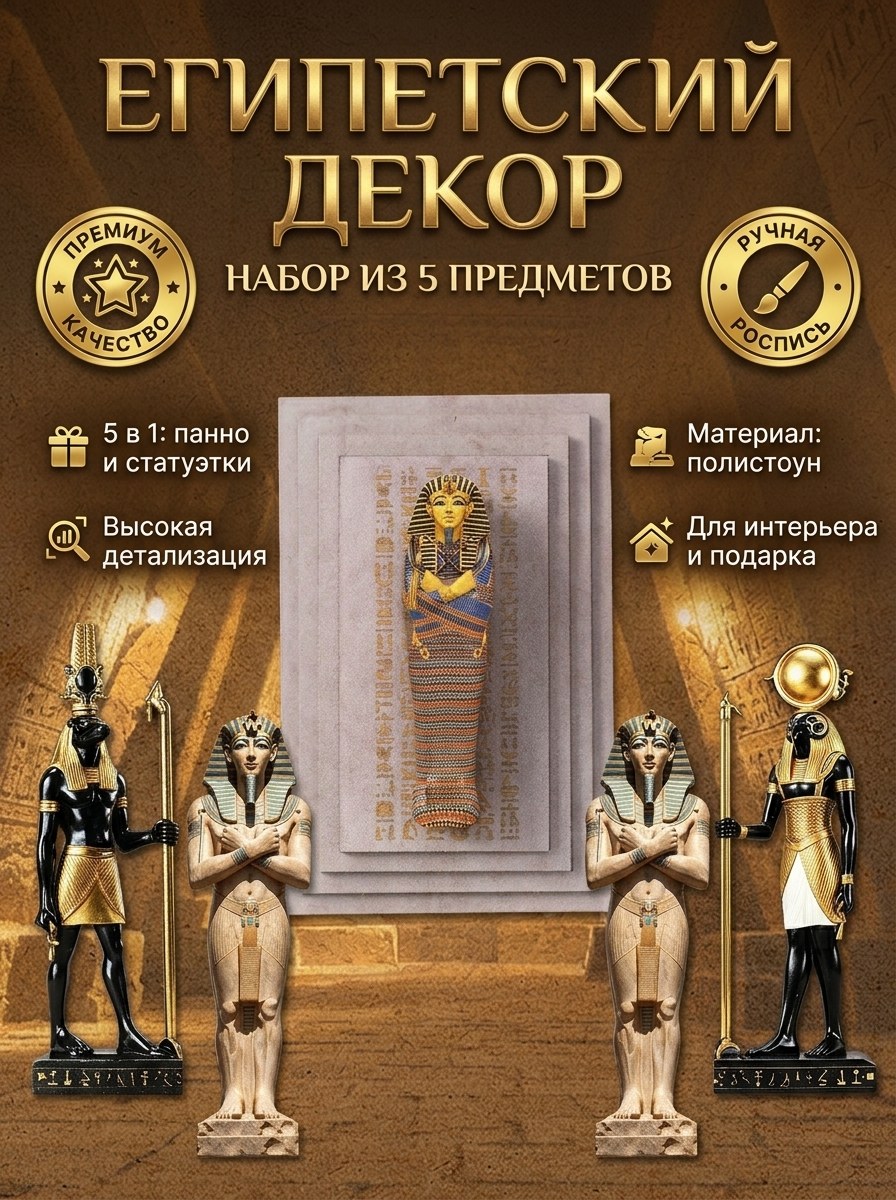 ЕГИПЕТСКИЙ
ДЕКОР
НАБОР ИЗ 5 ПРЕДМЕТОВ
ПРЕМИУМ
КАЧЕСТВО
РУЧНАЯ
РОСПИСЬ
5 в 1: панно
и статуэтки
Высокая
детализация
Материал:
полистоун
Для интерьера
и подарка